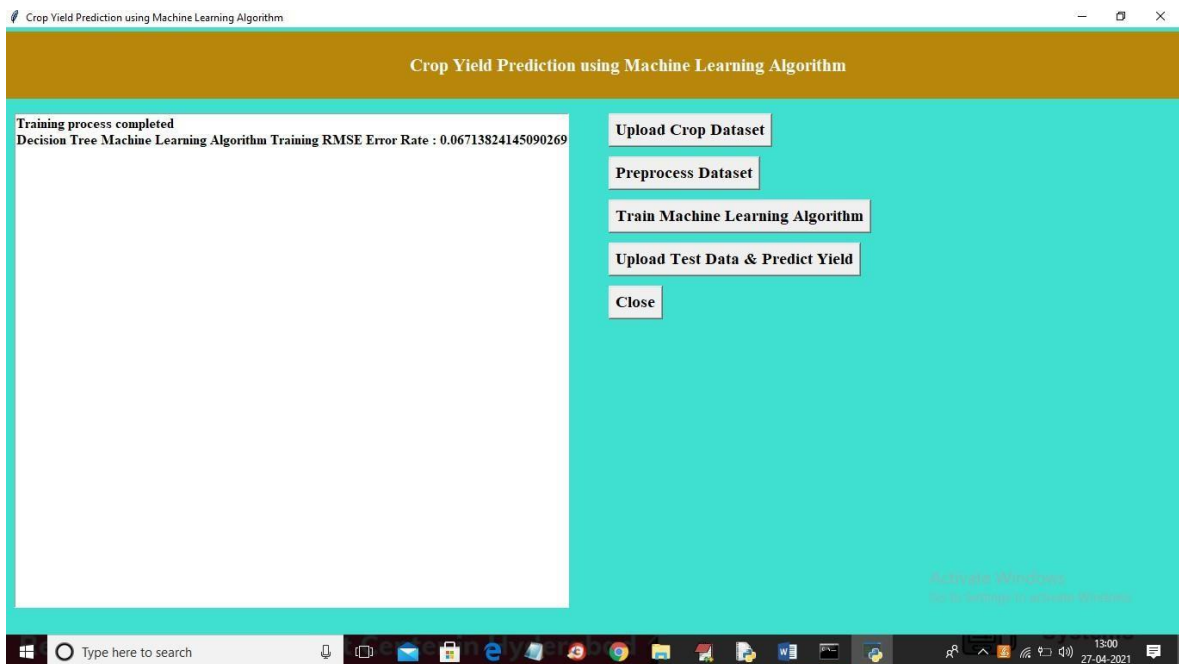 Crop Yield Prediction using Machine Learning Algorithm
Crop Yield Prediction using Machine Learning Algorithm
Training process completed
Decision Tree Machine Learning Algorithm Training RMSE Error Rate : 0.06713824145090269
Upload Crop Dataset
Preprocess Dataset
Train Machine Learning Algorithm
Upload Test Data & Predict Yield
Close
Activate Windows
Type here to search
13:00
27-04-2021